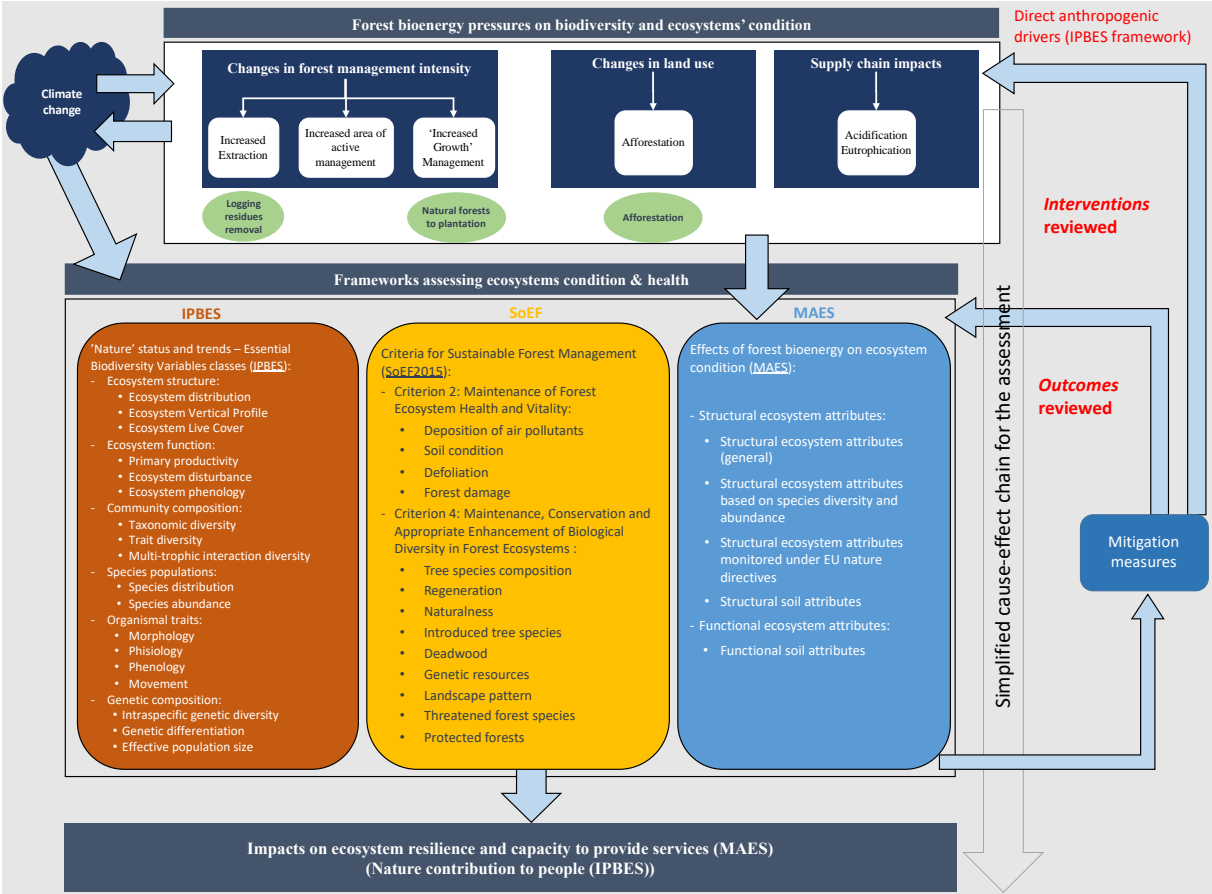 Forest bioenergy pressures on biodiversity and ecosystems' condition
Direct anthropogenic
drivers (IPBES framework)
Climate
change
Changes in forest management intensity
Increased
Extraction
Increased area of
active
management
'Increased
Growth'
Management
Changes in land use
Afforestation
Supply chain impacts
Acidification
Eutrophication
Logging
residues
removal
Natural forests
to plantation
Afforestation
Interventions
reviewed
Frameworks assessing ecosystems condition & health
IPBES
'Nature' status and trends – Essential
Biodiversity Variables classes (IPBES):
- Ecosystem structure:
• Ecosystem distribution
• Ecosystem Vertical Profile
• Ecosystem Live Cover
- Ecosystem function:
• Primary productivity
• Ecosystem disturbance
• Ecosystem phenology
- Community composition:
• Taxonomic diversity
• Trait diversity
• Multi-trophic interaction diversity
- Species populations:
• Species distribution
• Species abundance
- Organismal traits:
• Morphology
• Phisiology
• Phenology
• Movement
- Genetic composition:
• Intraspecific genetic diversity
• Genetic differentiation
• Effective population size
SoEF
Criteria for Sustainable Forest Management
(SoEF2015):
- Criterion 2: Maintenance of Forest
Ecosystem Health and Vitality:
• Deposition of air pollutants
• Soil condition
• Defoliation
• Forest damage
- Criterion 4: Maintenance, Conservation and
Appropriate Enhancement of Biological
Diversity in Forest Ecosystems :
• Tree species composition
• Regeneration
• Naturalness
• Introduced tree species
• Deadwood
• Genetic resources
• Landscape pattern
• Threatened forest species
• Protected forests
MAES
Effects of forest bioenergy on ecosystem
condition (MAES):
- Structural ecosystem attributes:
• Structural ecosystem attributes
(general)
• Structural ecosystem attributes
based on species diversity and
abundance
• Structural ecosystem attributes
monitored under EU nature
directives
• Structural soil attributes
- Functional ecosystem attributes:
• Functional soil attributes
Outcomes
reviewed
Simplified cause-effect chain for the assessment
Mitigation
measures
Impacts on ecosystem resilience and capacity to provide services (MAES)
(Nature contribution to people (IPBES))